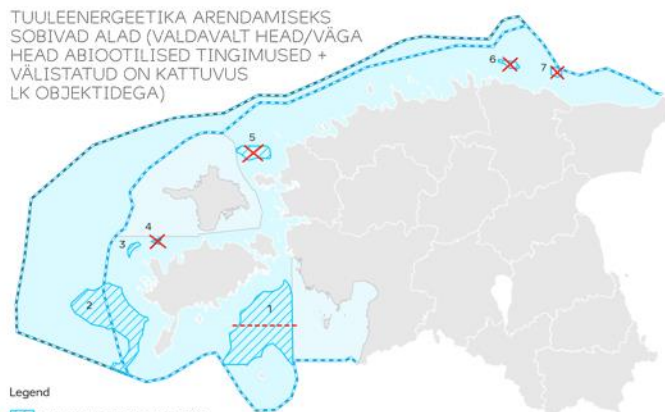 TUULEENERGEETIKA ARENDAMISEKS
SOBIVAD ALAD (VALDAVALT HEAD/VÄGA
HEAD ABIOOTILISED TINGIMUSED +
VÄLISTATUD ON KATTUVUS
LK OBJEKTIDEGA)
6
7
5
4
3
2
1
Legend